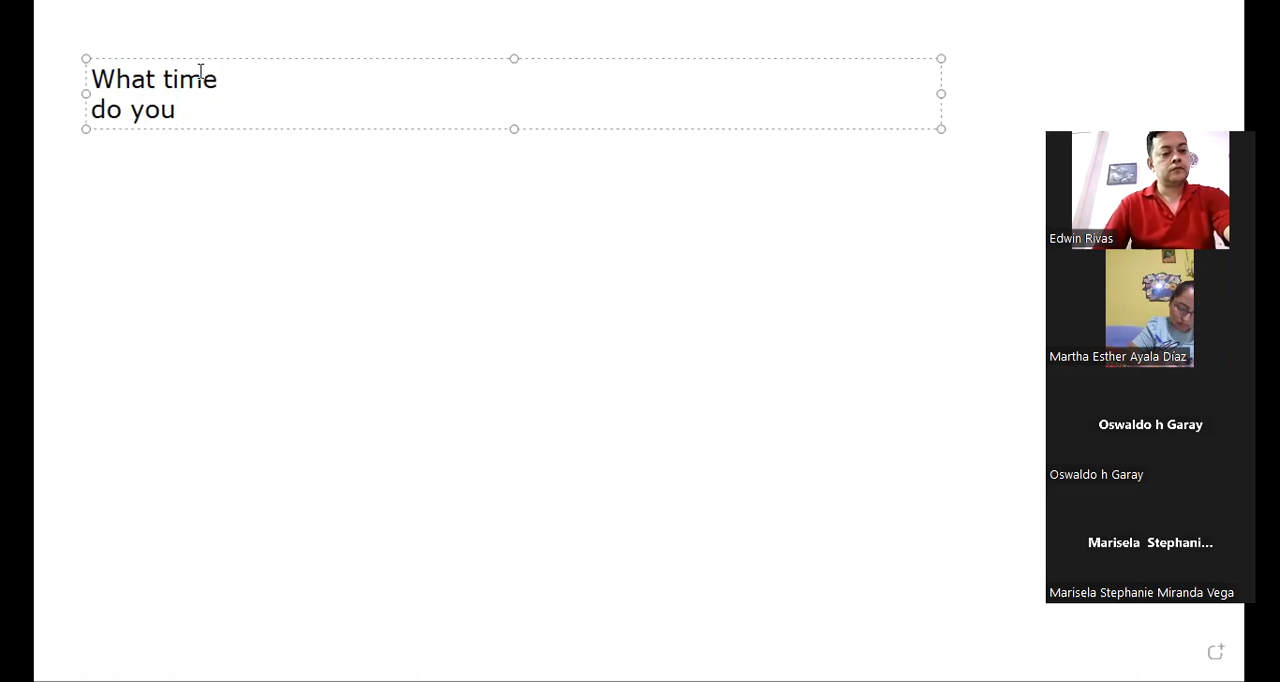 What time
do you
Edwin Rivas
Martha Esther Ayala Díaz
Oswaldo h Garay
Oswaldo h Garay
Marisela Stephani...
Marisela Stephanie Miranda Vega